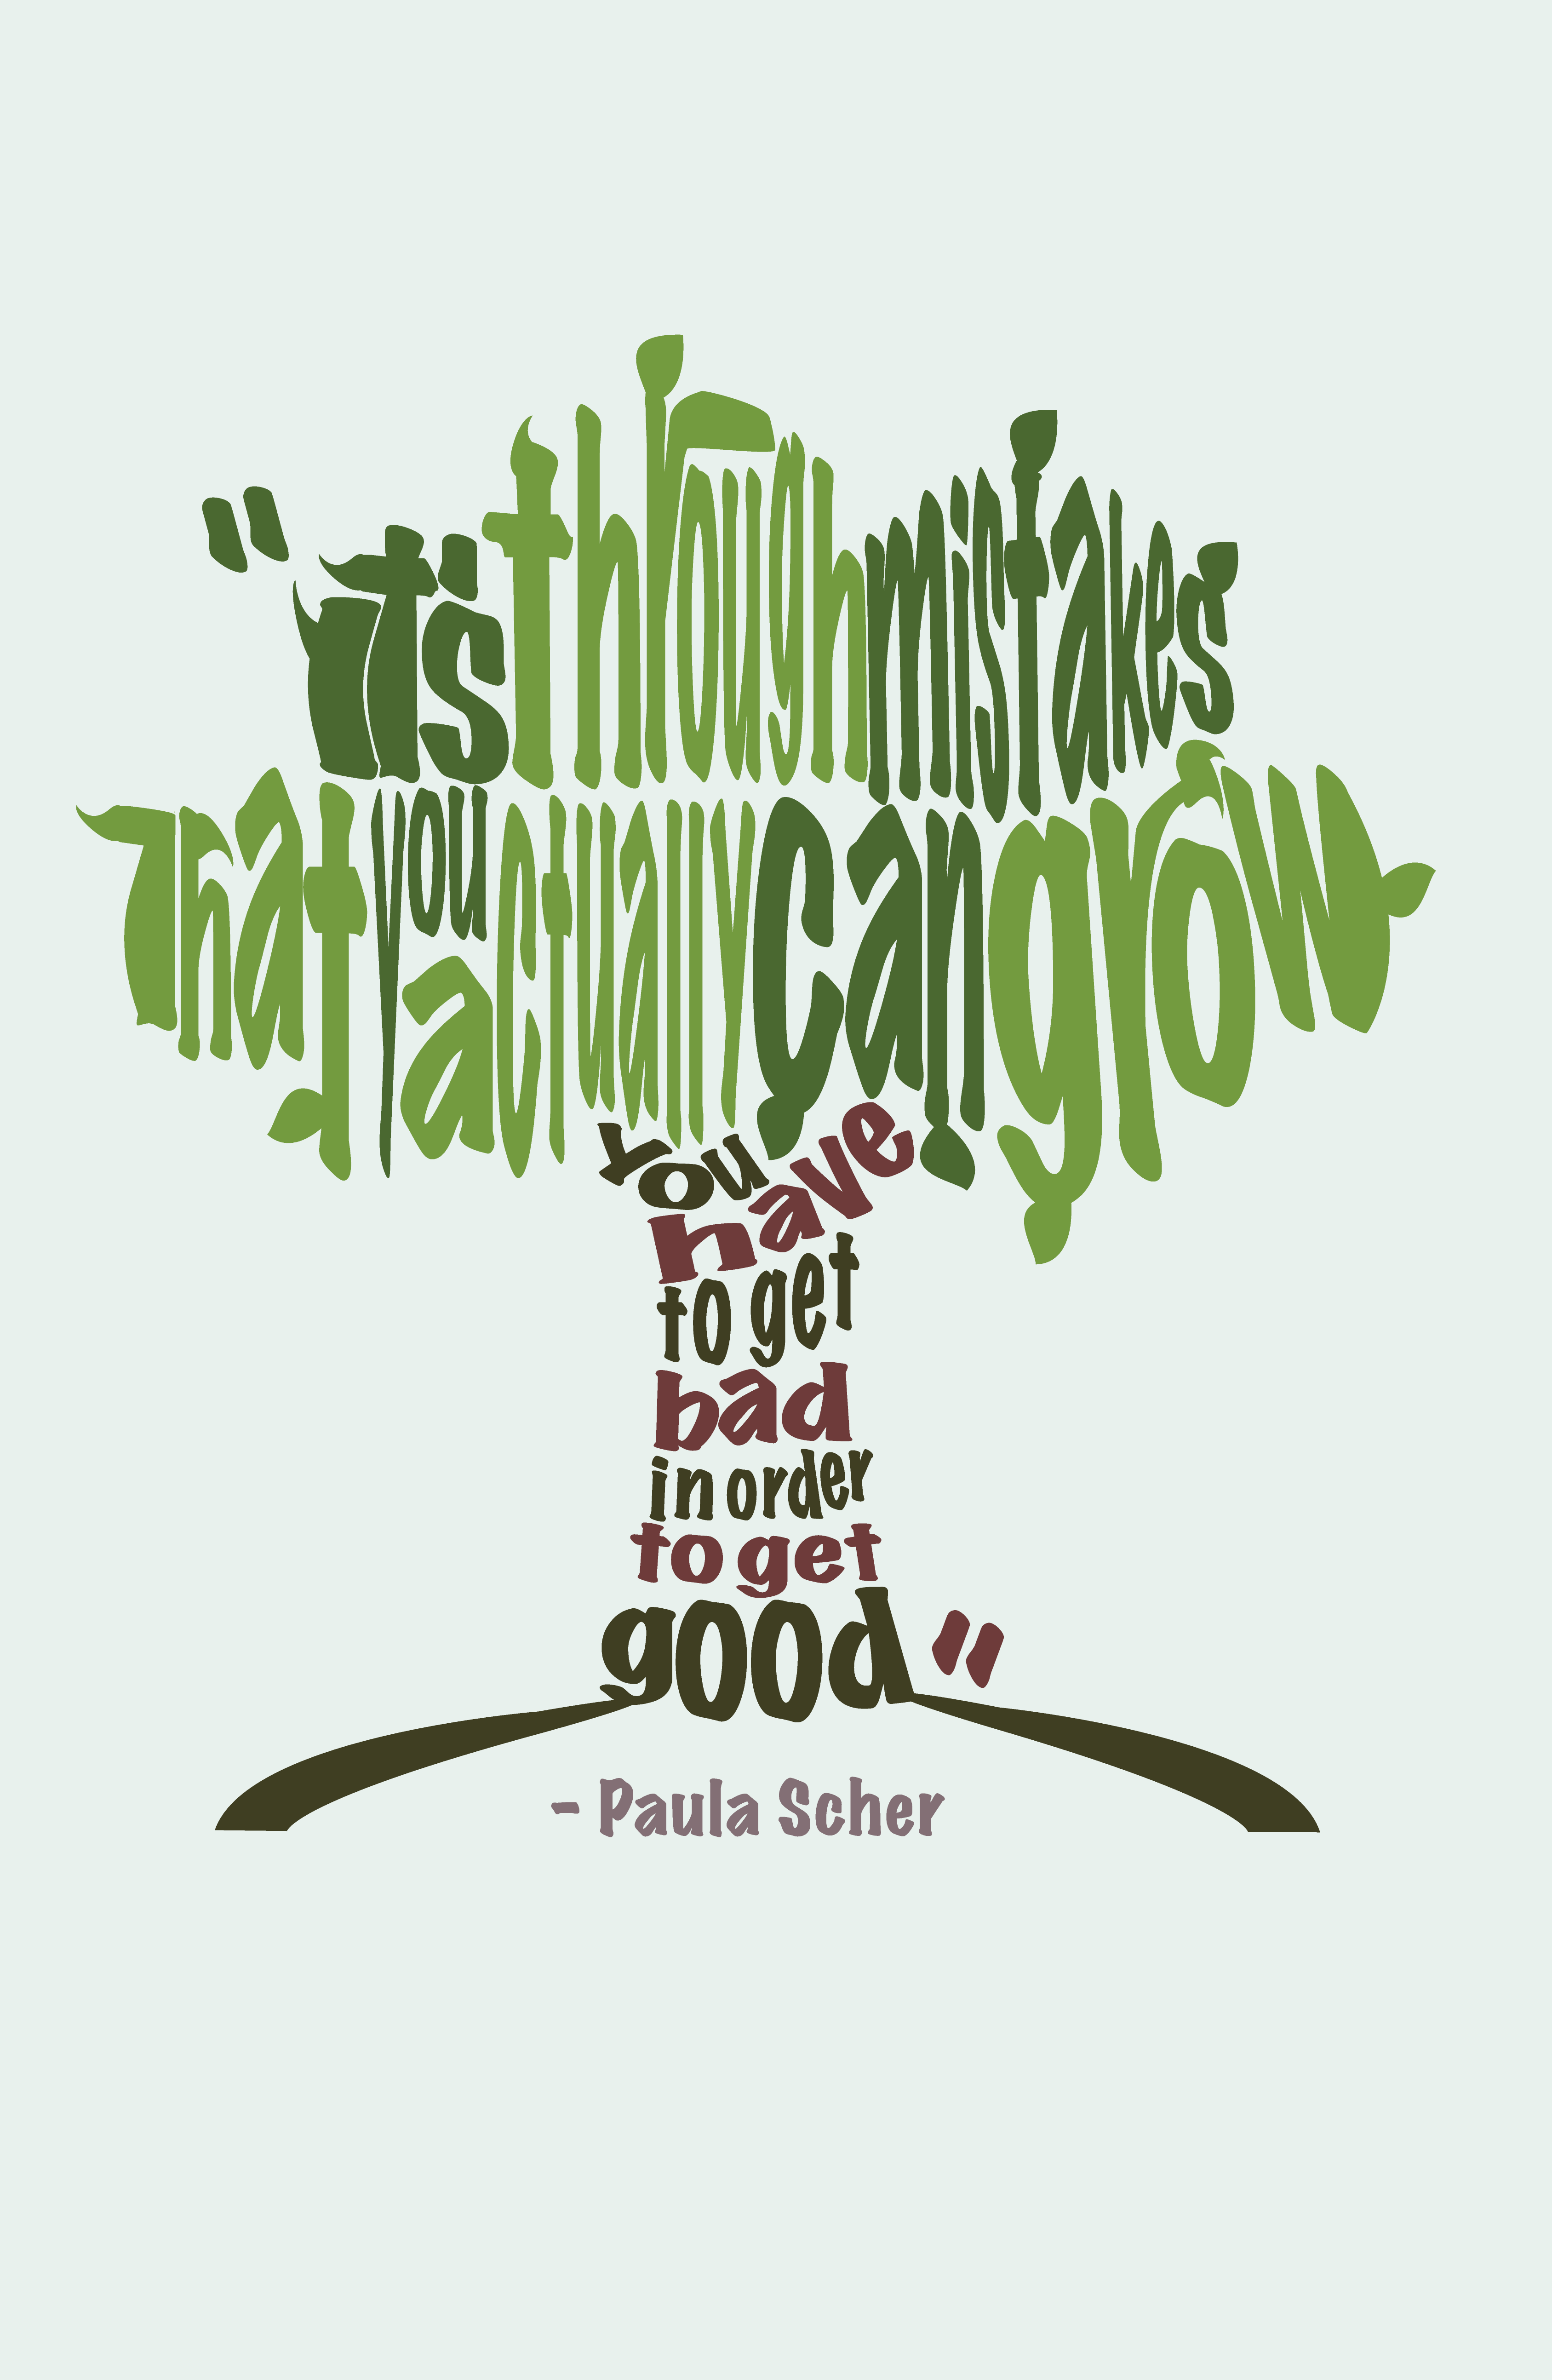 "it's through mistakes
That you actually can grow
you have
to get
bad
in order
to get
good"
- Paula Scher